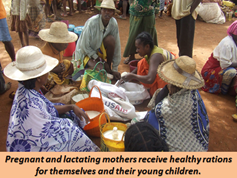 USAID
Pregnant and lactating mothers receive healthy rations
for themselves and their young children.